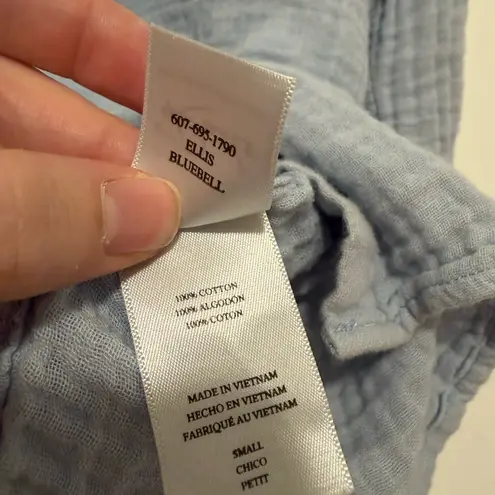 607-695-1790
ELLIS
BLUEBELL
100% COTTON
100% ALGODÓN
100% COTON
MADE IN VIETNAM
HECHO EN VIETNAM
FABRIQUÉ AU VIETNAM
SMALL
CHICO
PETIT